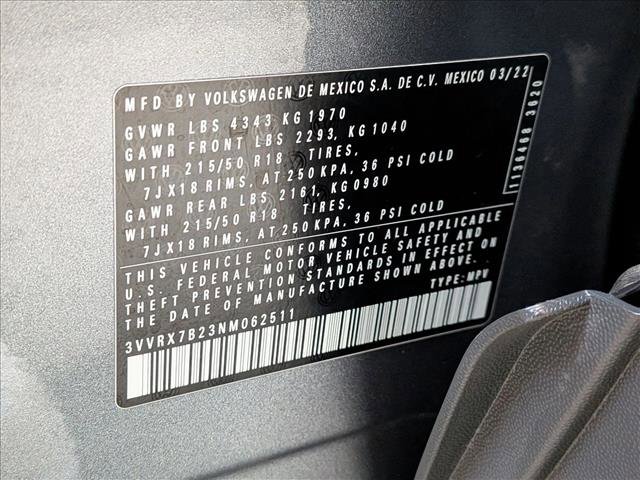 MFD BY VOLKSWAGEN DE MEXICO S.A. DE C.V. MEXICO 03/22
GVWR LBS 4343 KG 1970
GAWR FRONT LBS 2293, KG 1040
WITH 215/50 R18 TIRES,
7JX18 RIMS, AT 250 KPA, 36 PSI COLD
GAWR REAR LBS 2161, KG 0980
WITH 215/50 R18 TIRES,
7JX18 RIMS, AT 250 KPA, 36 PSI COLD
THIS VEHICLE CONFORMS TO ALL APPLICABLE
U.S. FEDERAL MOTOR VEHICLE SAFETY AND
THEFT PREVENTION STANDARDS IN EFFECT ON
THE DATE OF MANUFACTURE SHOWN ABOVE.
TYPE: MPV
3VVRX7B23NM062511
1136468 3620